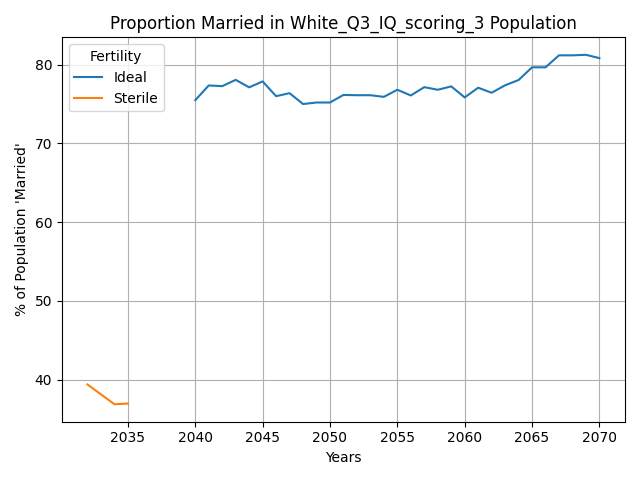 Proportion Married in White_Q3_IQ_scoring_3 Population
Fertility
Ideal
Sterile
% of Population 'Married'
80
70
60
50
40
2035 2040 2045 2050 2055 2060 2065 2070
Years